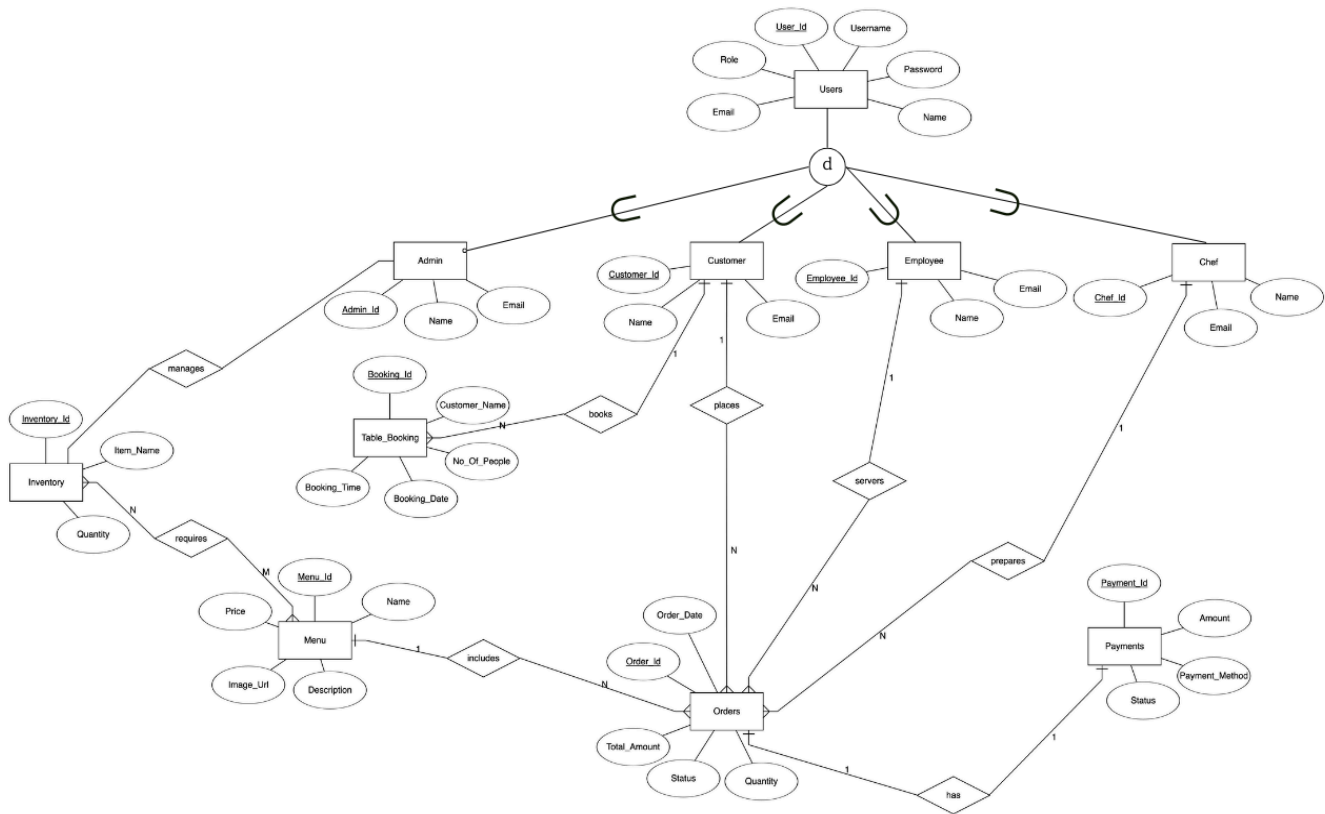 User_Id
Username
Role
Password
Users
Email
Name
d
Admin
Customer
Employee
Chef
Customer_Id
Employee_Id
Email
Chef_Id
Name
Admin_Id
Name
Email
Name
Email
Name
Email
1
1
1
manages
Booking_Id
Customer_Name
books
places
Inventory_Id
Table_Booking
N
1
Item_Name
No_Of_People
Inventory
Booking_Time
Booking_Date
servers
N
Quantity
requires
N
prepares
M
Menu_Id
N
Payment_Id
Price
Name
Order_Date
Amount
Menu
N
Payments
1
includes
Order_Id
Payment_Method
Image_Url
Description
N
Status
Orders
Total_Amount
1
Status
Quantity
1
has